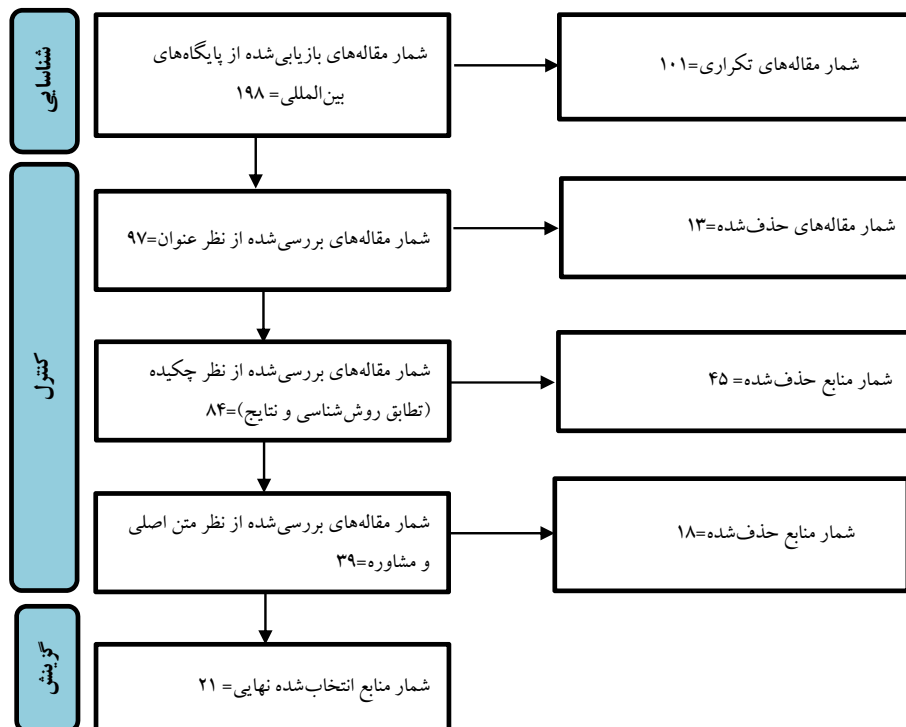 شناسایی
شمار مقاله‌های بازیابی‌شده از پایگاه‌های
بین‌المللی= ۱۹۸
شمار مقاله‌های تکراری=۱۰۱
کنترل
شمار مقاله‌های بررسی‌شده از نظر عنوان=۹۷
شمار مقاله‌های حذف‌شده=۱۳
شمار مقاله‌های بررسی‌شده از نظر چکیده
(تطابق روش‌شناسی و نتایج)=۸۴
شمار منابع حذف‌شده= ۴۵
شمار مقاله‌های بررسی‌شده از نظر متن اصلی
و مشاوره=۳۹
شمار منابع حذف‌شده=۱۸
گزینش
شمار منابع انتخاب‌شده نهایی= ۲۱